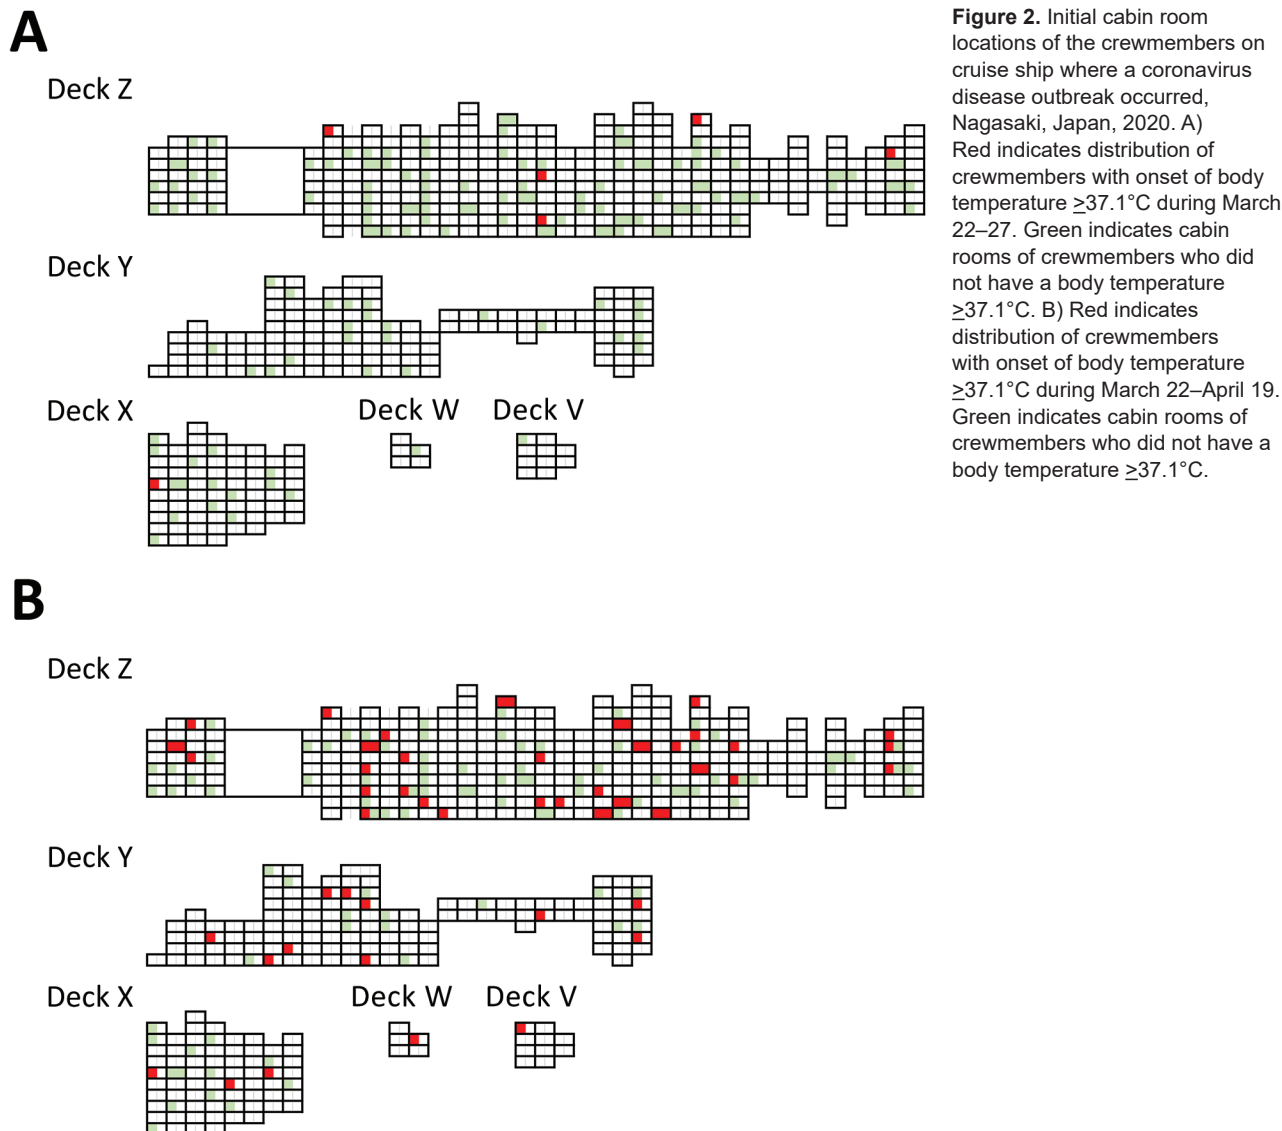 A
Deck Z
Deck Y
Deck X
Deck W
Deck V
B
Deck Z
Deck Y
Deck X
Deck W
Deck V
Figure 2. Initial cabin room
locations of the crewmembers on
cruise ship where a coronavirus
disease outbreak occurred,
Nagasaki, Japan, 2020. A)
Red indicates distribution of
crewmembers with onset of body
temperature ≥37.1°C during March
22–27. Green indicates cabin
rooms of crewmembers who did
not have a body temperature
≥37.1°C. B) Red indicates
distribution of crewmembers
with onset of body temperature
≥37.1°C during March 22–April 19.
Green indicates cabin rooms of
crewmembers who did not have a
body temperature ≥37.1°C.